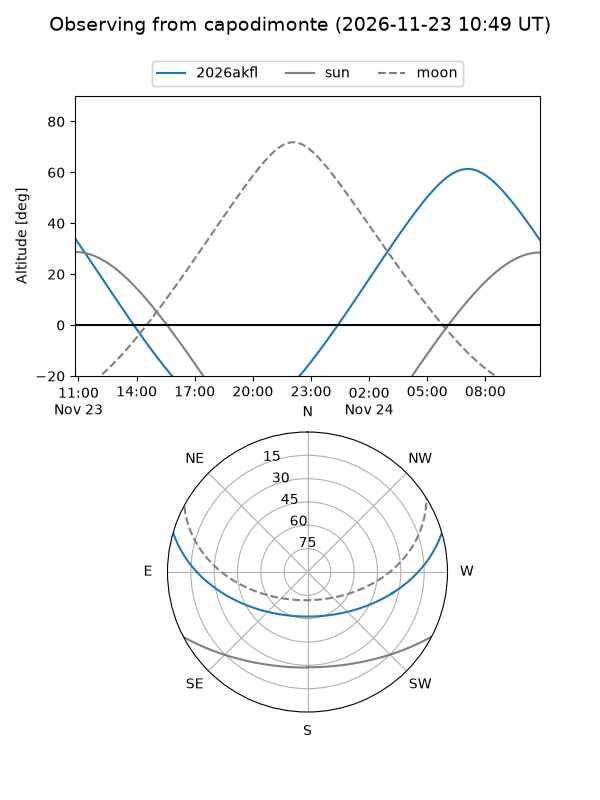 Observing from capodimonte (2026-11-23 10:49 UT)
2026akfl sun moon
80
60
40
20
0
−20
Altitude [deg]
11:00 14:00 17:00 20:00 23:00 02:00 05:00 08:00
Nov 23 Nov 24
N
NE NW
15
30
45
60
75
E W
SE SW
S